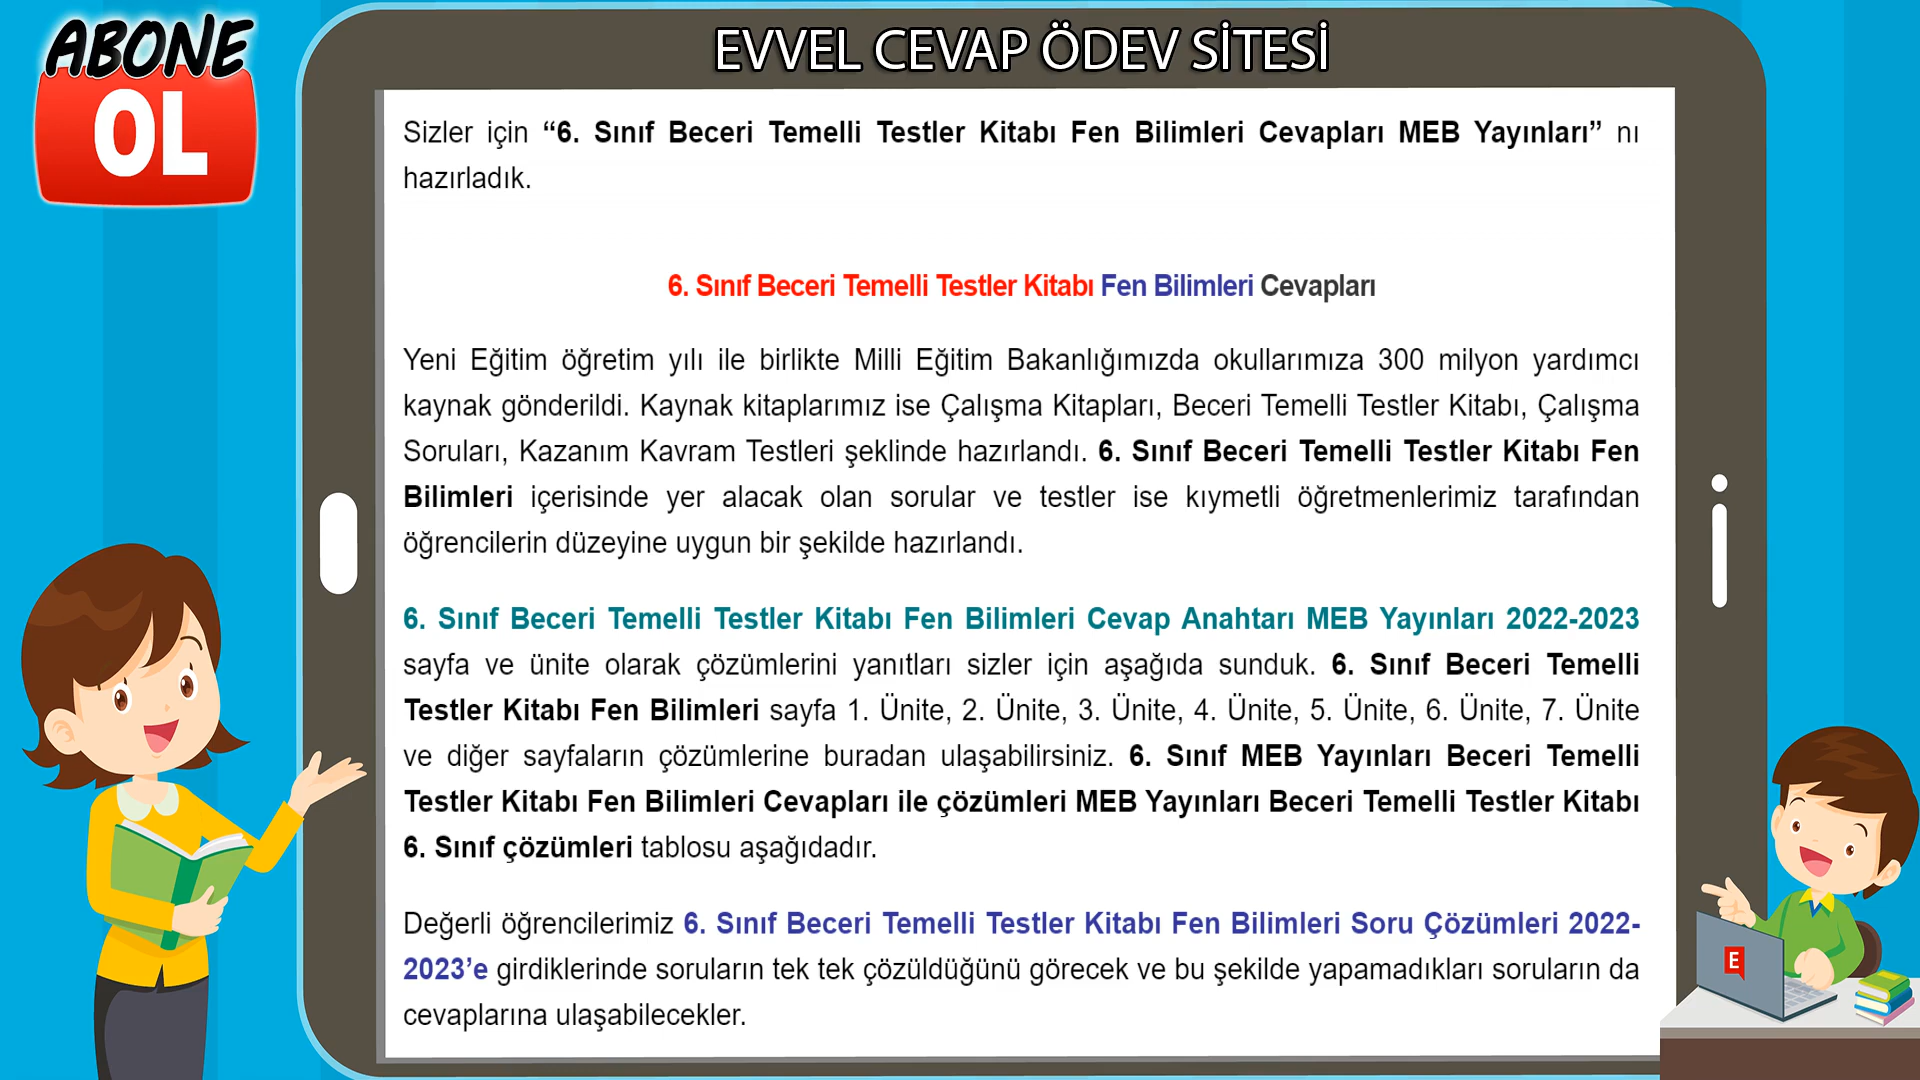 ABONE
OL
EVVEL CEVAP ÖDEV SİTESİ
Sizler için “6. Sınıf Beceri Temelli Testler Kitabı Fen Bilimleri Cevapları MEB Yayınları” nı
hazırladık.
6. Sınıf Beceri Temelli Testler Kitabı Fen Bilimleri Cevapları
Yeni Eğitim öğretim yılı ile birlikte Milli Eğitim Bakanlığımızda okullarımıza 300 milyon yardımcı
kaynak gönderildi. Kaynak kitaplarımız ise Çalışma Kitapları, Beceri Temelli Testler Kitabı, Çalışma
Soruları, Kazanım Kavram Testleri şeklinde hazırlandı. 6. Sınıf Beceri Temelli Testler Kitabı Fen
Bilimleri içerisinde yer alacak olan sorular ve testler ise kıymetli öğretmenlerimiz tarafından
öğrencilerin düzeyine uygun bir şekilde hazırlandı.
6. Sınıf Beceri Temelli Testler Kitabı Fen Bilimleri Cevap Anahtarı MEB Yayınları 2022-2023
sayfa ve ünite olarak çözümlerini yanıtları sizler için aşağıda sunduk. 6. Sınıf Beceri Temelli
Testler Kitabı Fen Bilimleri sayfa 1. Ünite, 2. Ünite, 3. Ünite, 4. Ünite, 5. Ünite, 6. Ünite, 7. Ünite
ve diğer sayfaların çözümlerine buradan ulaşabilirsiniz. 6. Sınıf MEB Yayınları Beceri Temelli
Testler Kitabı Fen Bilimleri Cevapları ile çözümleri MEB Yayınları Beceri Temelli Testler Kitabı
6. Sınıf çözümleri tablosu aşağıdadır.
Değerli öğrencilerimiz 6. Sınıf Beceri Temelli Testler Kitabı Fen Bilimleri Soru Çözümleri 2022-
2023’e girdiklerinde soruların tek tek çözüldüğünü görecek ve bu şekilde yapamadıkları soruların da
cevaplarına ulaşabilecekler.
E